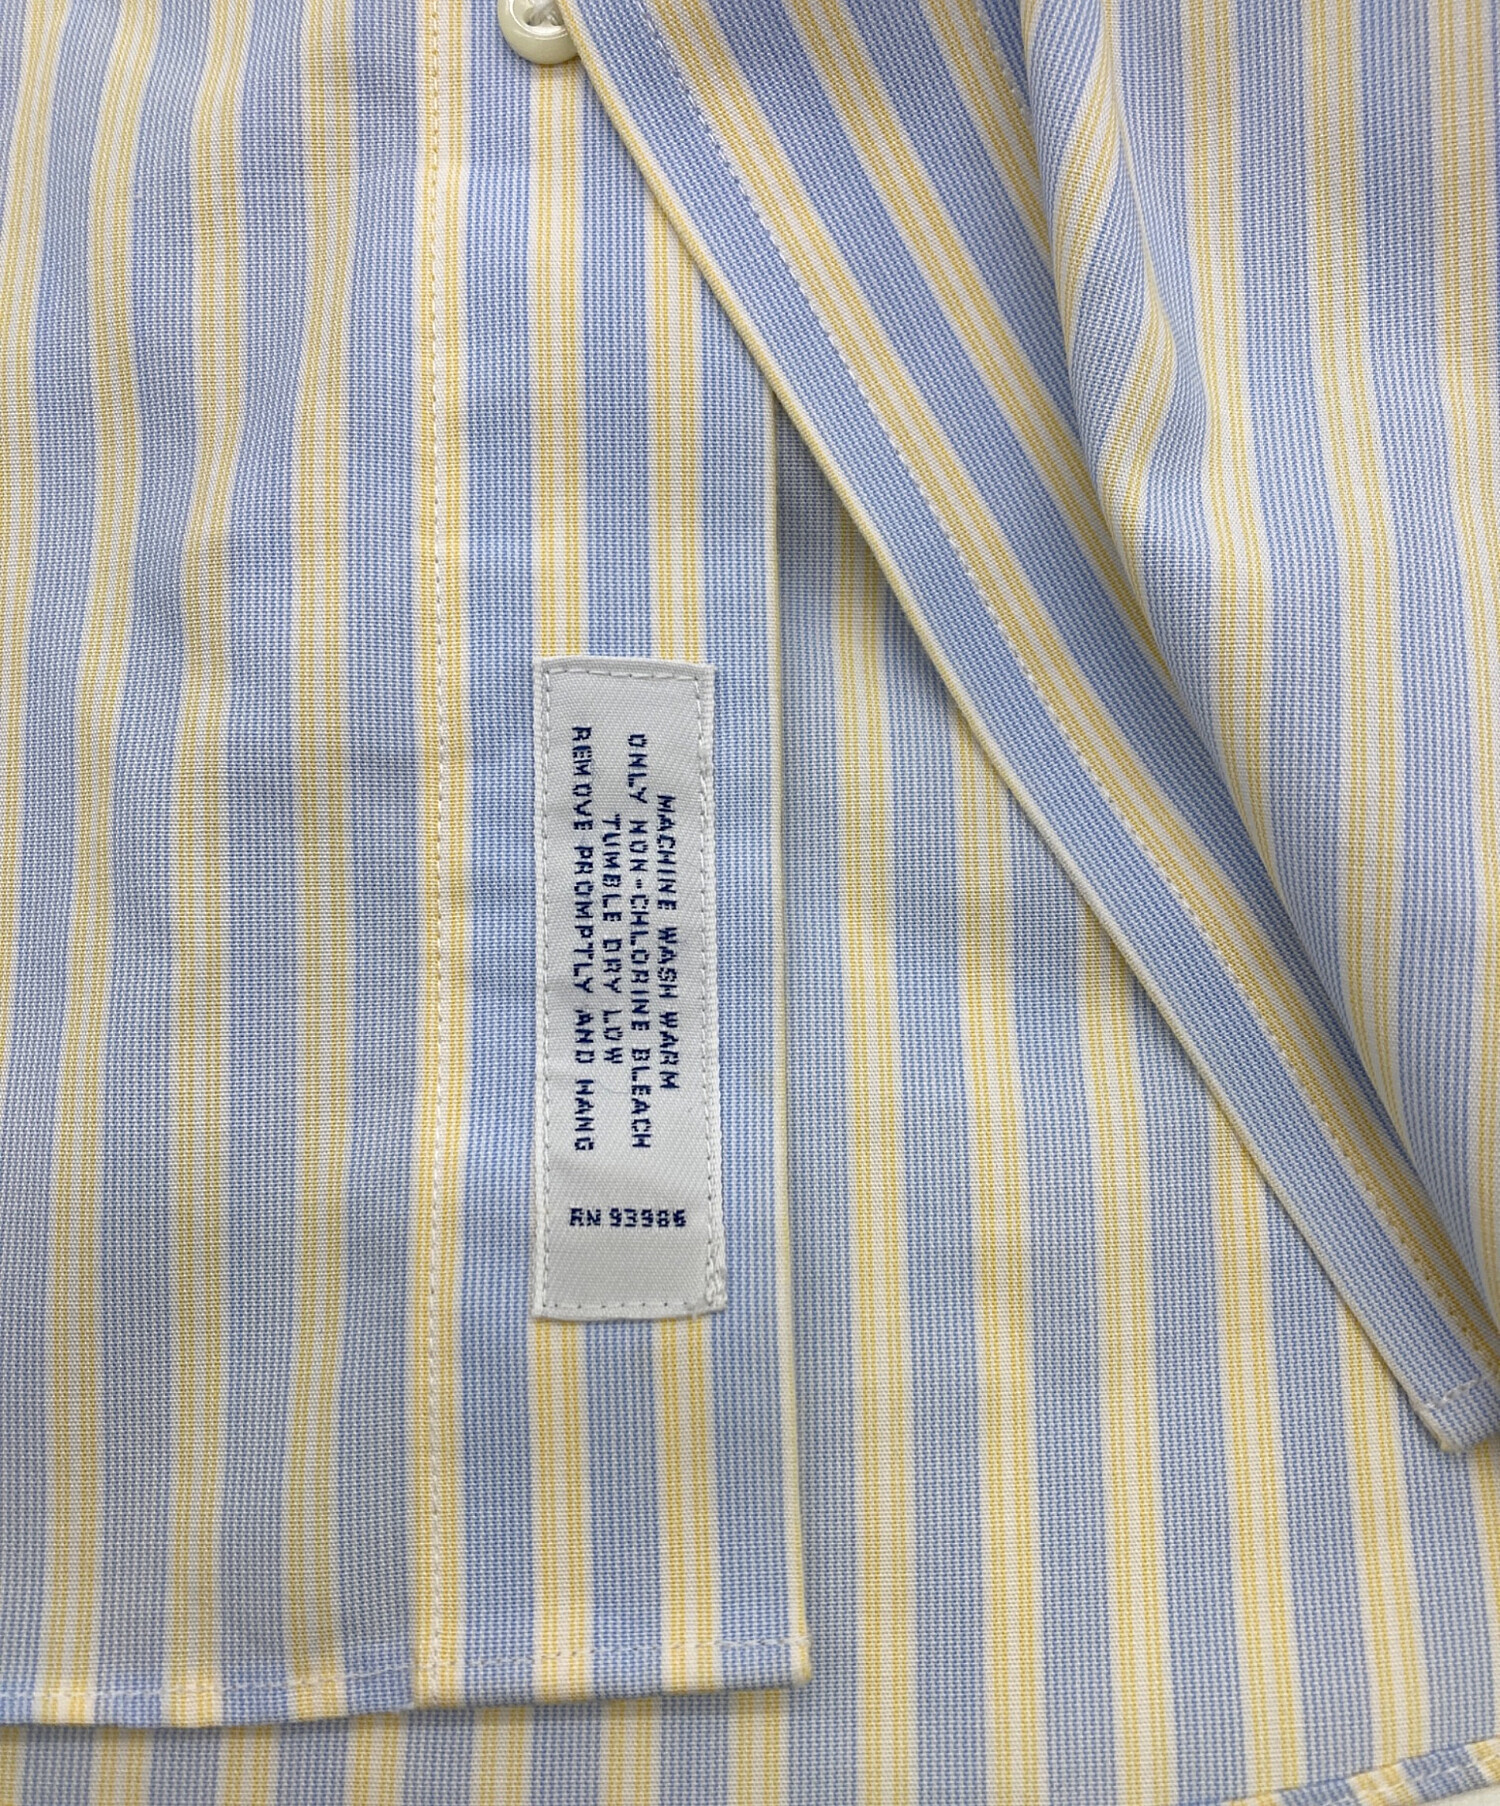 MACHINE WASH WARM
ONLY NON-CHLORINE BLEACH
TUMBLE DRY LOW
REMOVE PROMPTLY AND HANG
RN 93986